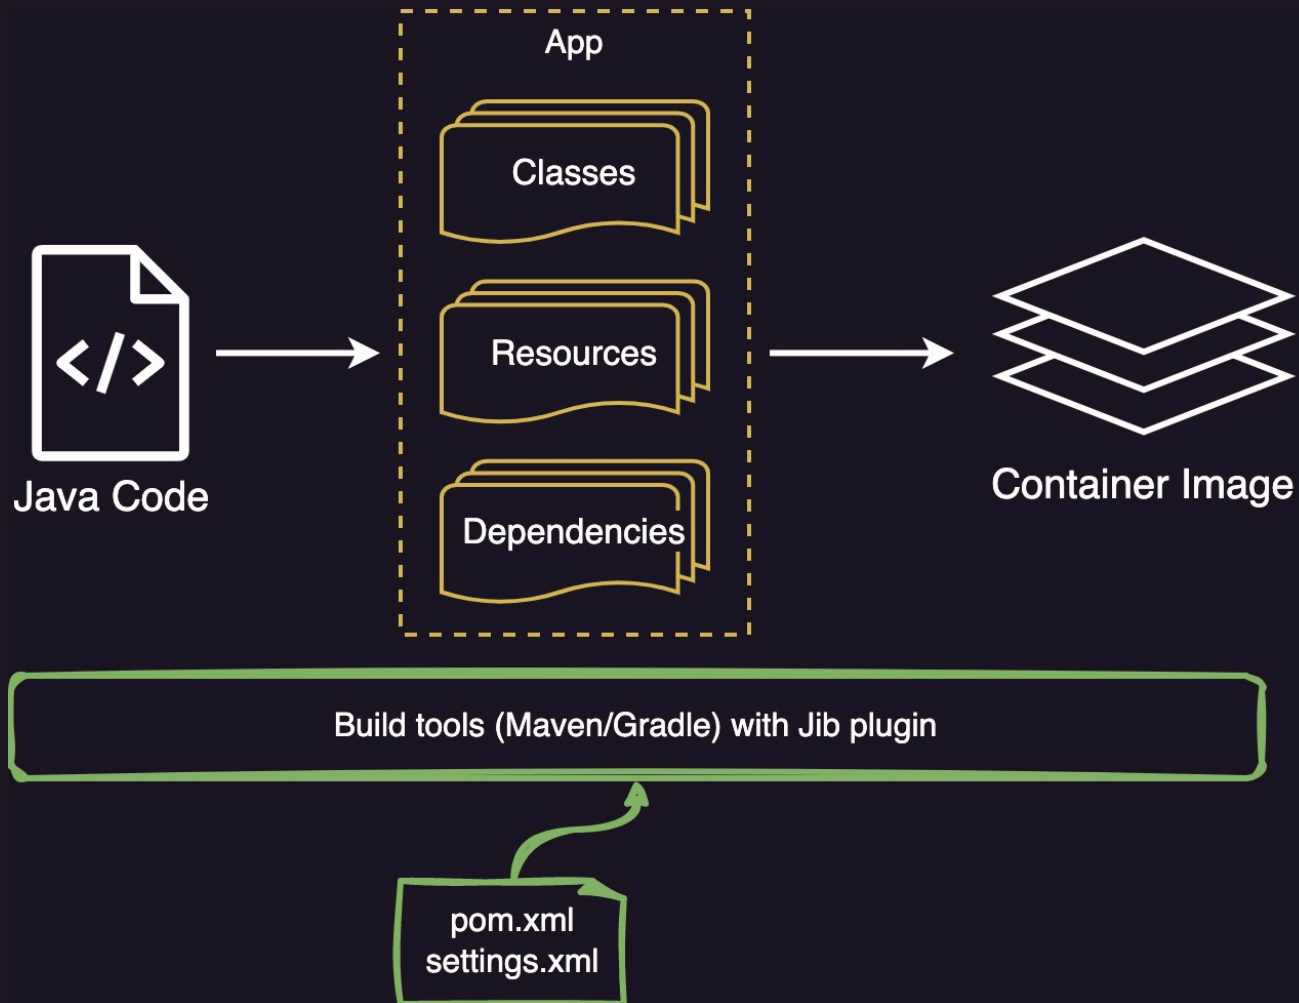 App
Classes
Resources
Dependencies
Java Code
Container Image
Build tools (Maven/Gradle) with Jib plugin
pom.xml
settings.xml